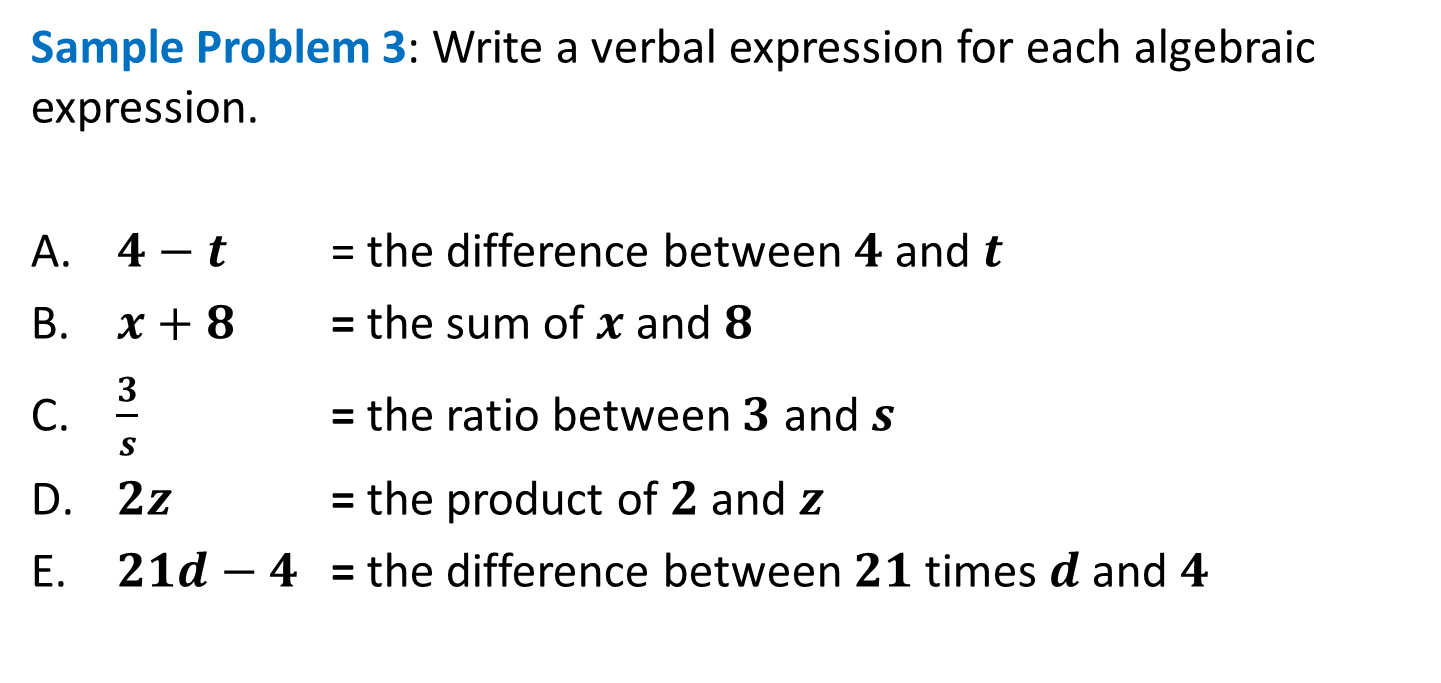 Sample Problem 3: Write a verbal expression for each algebraic
expression.
A. 4 − t = the difference between 4 and t
B. x + 8 = the sum of x and 8
C. 3/s = the ratio between 3 and s
D. 2z = the product of 2 and z
E. 21d − 4 = the difference between 21 times d and 4